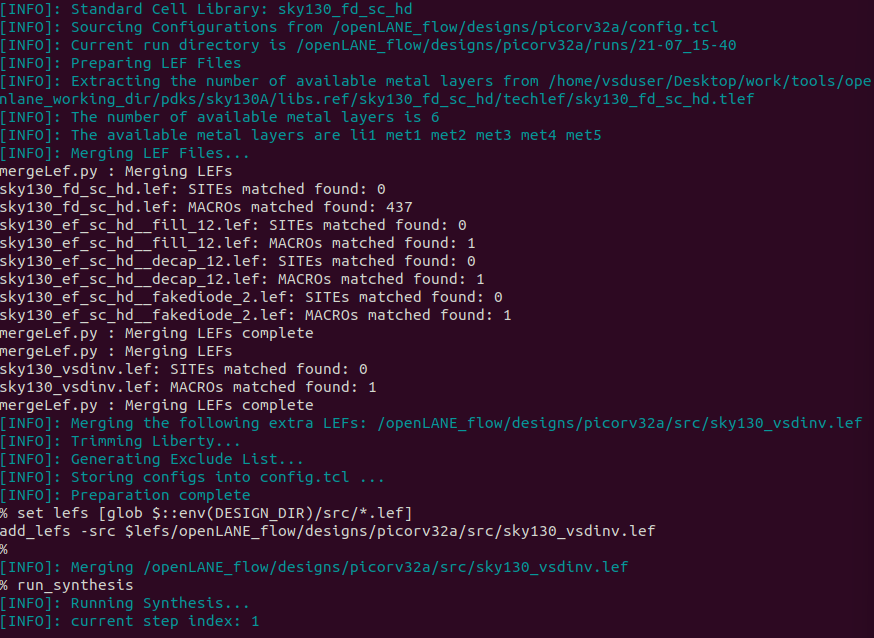 [INFO]: Standard Cell Library: sky130_fd_sc_hd
[INFO]: Sourcing Configurations from /openLANE_flow/designs/picorv32a/config.tcl
[INFO]: Current run directory is /openLANE_flow/designs/picorv32a/runs/21-07_15-40
[INFO]: Preparing LEF Files
[INFO]: Extracting the number of available metal layers from /home/vsduser/Desktop/work/tools/ope
nlane_working_dir/pdks/sky130A/libs.ref/sky130_fd_sc_hd/techlef/sky130_fd_sc_hd.tlef
[INFO]: The number of available metal layers is 6
[INFO]: The available metal layers are li1 met1 met2 met3 met4 met5
[INFO]: Merging LEF Files...
mergeLef.py : Merging LEFs
sky130_fd_sc_hd.lef: SITEs matched found: 0
sky130_fd_sc_hd.lef: MACROs matched found: 437
sky130_ef_sc_hd__fill_12.lef: SITEs matched found: 0
sky130_ef_sc_hd__fill_12.lef: MACROs matched found: 1
sky130_ef_sc_hd__decap_12.lef: SITEs matched found: 0
sky130_ef_sc_hd__decap_12.lef: MACROs matched found: 1
sky130_ef_sc_hd__fakediode_2.lef: SITEs matched found: 0
sky130_ef_sc_hd__fakediode_2.lef: MACROs matched found: 1
mergeLef.py : Merging LEFs complete
mergeLef.py : Merging LEFs
sky130_vsdinv.lef: SITEs matched found: 0
sky130_vsdinv.lef: MACROs matched found: 1
mergeLef.py : Merging LEFs complete
[INFO]: Merging the following extra LEFs: /openLANE_flow/designs/picorv32a/src/sky130_vsdinv.lef
[INFO]: Trimming Liberty...
[INFO]: Generating Exclude List...
[INFO]: Storing configs into config.tcl ...
[INFO]: Preparation complete
% set lefs [glob $::env(DESIGN_DIR)/src/*.lef]
add_lefs -src $lefs/openLANE_flow/designs/picorv32a/src/sky130_vsdinv.lef
%
[INFO]: Merging /openLANE_flow/designs/picorv32a/src/sky130_vsdinv.lef
% run_synthesis
[INFO]: Running Synthesis...
[INFO]: current step index: 1